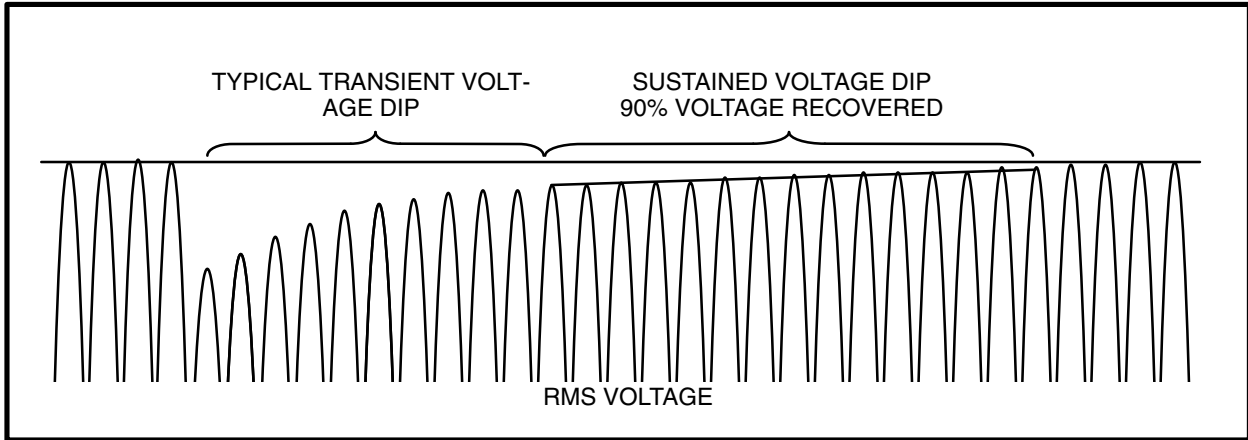 TYPICAL TRANSIENT VOLT-
AGE DIP
SUSTAINED VOLTAGE DIP
90% VOLTAGE RECOVERED
RMS VOLTAGE